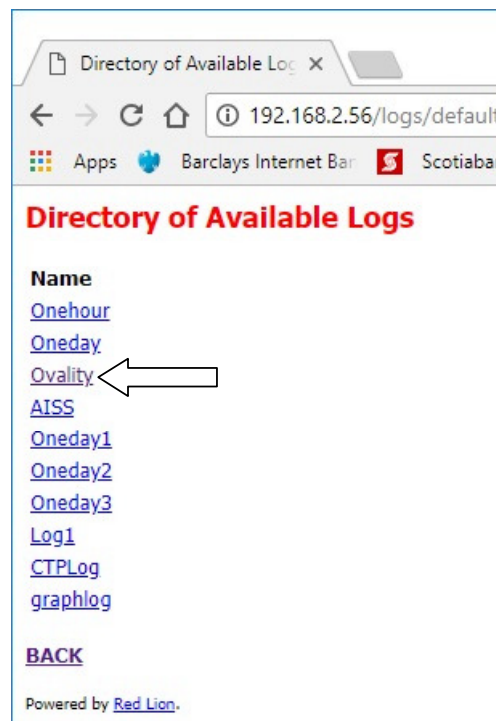 Directory of Available Log
192.168.2.56/logs/default
Apps Barclays Internet Ban Scotiaba
Directory of Available Logs
Name
Onehour
Oneday
Ovality
AISS
Oneday1
Oneday2
Oneday3
Log1
CTPLog
graphlog
BACK
Powered by Red Lion.